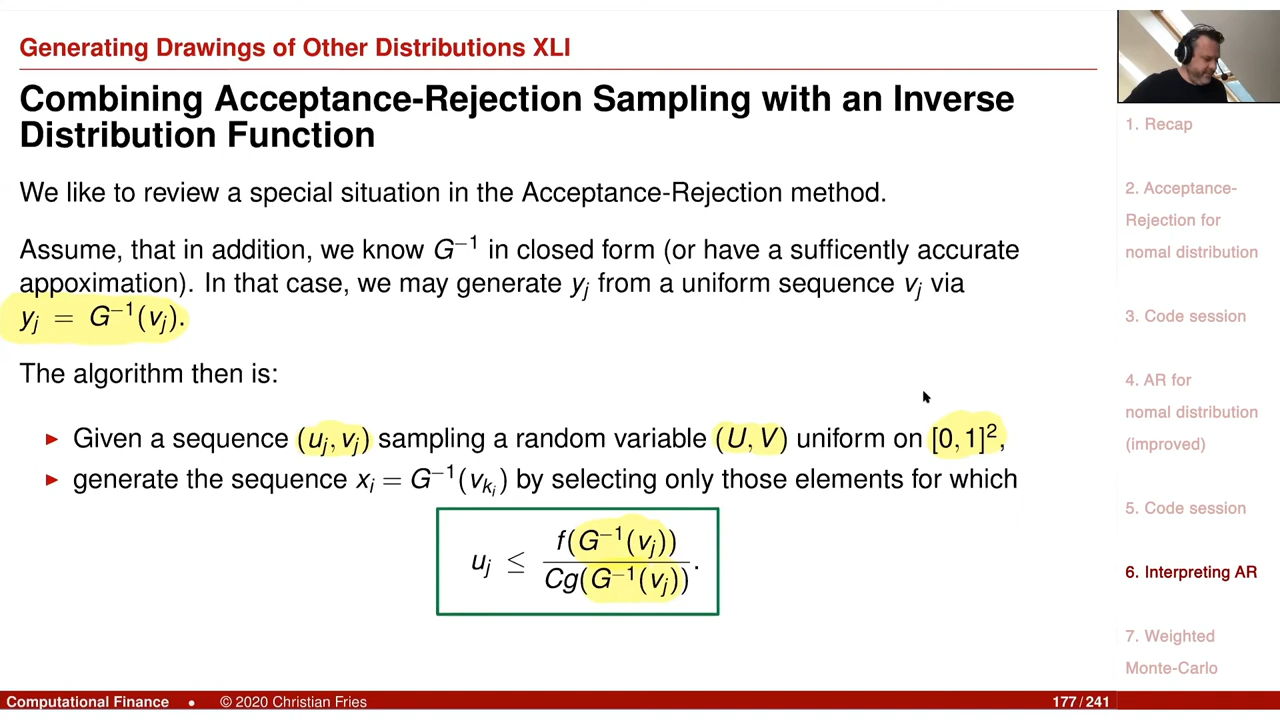 Generating Drawings of Other Distributions XLI
Combining Acceptance-Rejection Sampling with an Inverse
Distribution Function
We like to review a special situation in the Acceptance-Rejection method.
Assume, that in addition, we know G⁻¹ in closed form (or have a sufficently accurate
appoximation). In that case, we may generate yⱼ from a uniform sequence vⱼ via
yⱼ = G⁻¹(vⱼ).
The algorithm then is:
► Given a sequence (uⱼ, vⱼ) sampling a random variable (U, V) uniform on [0, 1]²,
► generate the sequence xᵢ = G⁻¹(v_{kᵢ}) by selecting only those elements for which
uⱼ ≤ f(G⁻¹(vⱼ)) / Cg(G⁻¹(vⱼ)).
1. Recap
2. Acceptance-
Rejection for
nomal distribution
3. Code session
4. AR for
nomal distribution
(improved)
5. Code session
6. Interpreting AR
7. Weighted
Monte-Carlo
Computational Finance • © 2020 Christian Fries 177 / 241